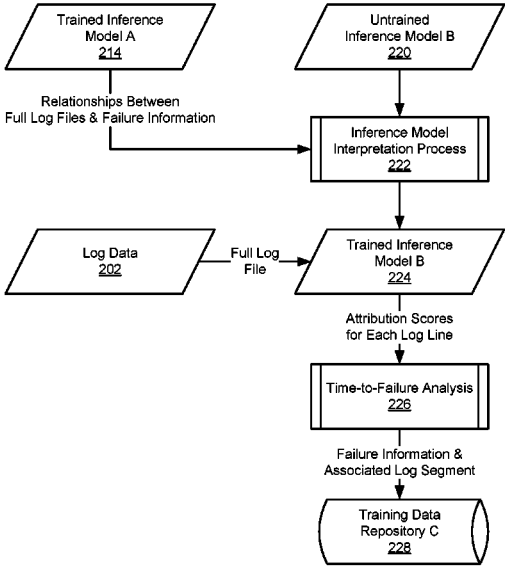 Trained Inference
Model A
214
Untrained
Inference Model B
220
Relationships Between
Full Log Files & Failure Information
Inference Model
Interpretation Process
222
Log Data
202
Full Log
File
Trained Inference
Model B
224
Attribution Scores
for Each Log Line
Time-to-Failure Analysis
226
Failure Information &
Associated Log Segment
Training Data
Repository C
228